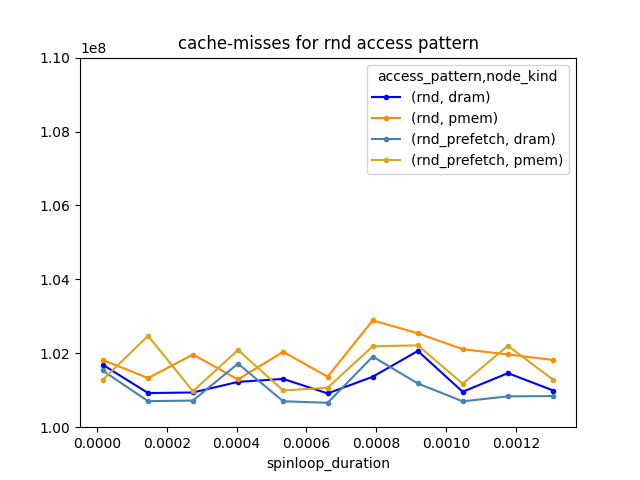 cache-misses for rnd access pattern
1e8
access_pattern,node_kind
(rnd, dram)
(rnd, pmem)
(rnd_prefetch, dram)
(rnd_prefetch, pmem)
1.10
1.08
1.06
1.04
1.02
1.00
0.0000 0.0002 0.0004 0.0006 0.0008 0.0010 0.0012
spinloop_duration